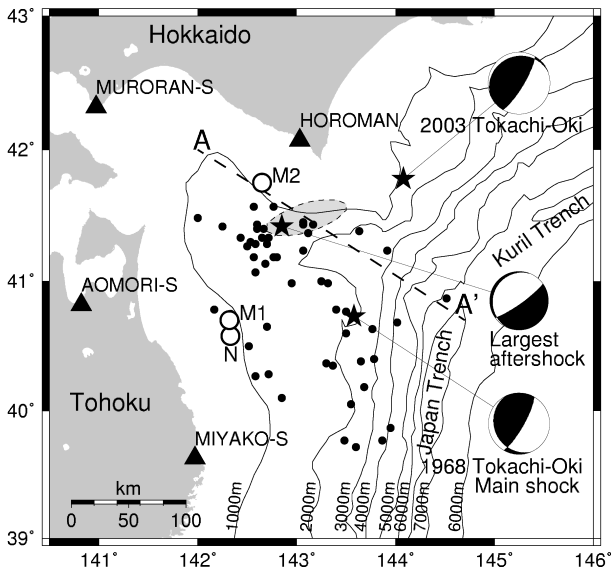 43°
Hokkaido
MURORAN-S
HOROMAN
2003 Tokachi-Oki
A
42°
M2
Kuril Trench
41°
AOMORI-S
M1
N
A'
Largest
aftershock
Japan Trench
Tohoku
40°
MIYAKO-S
1968 Tokachi-Oki
Main shock
km
0 50 100
1000m
2000m
3000m
4000m
5000m
6000m
7000m
6000m
39°
141° 142° 143° 144° 145° 146°